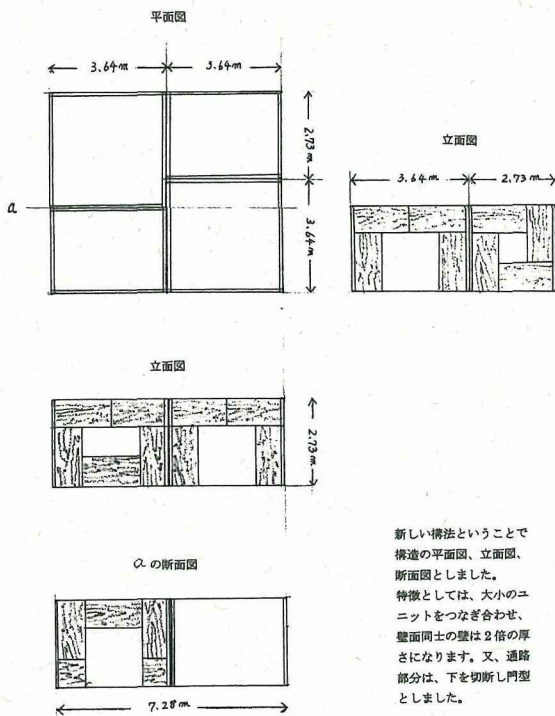 平面図
3.64m
3.64m
2.73m
3.64m
a
立面図
3.64m
2.73m
立面図
2.73m
aの断面図
7.28m
新しい構法ということで
構造の平面図、立面図、
断面図としました。
特徴としては、大小のユ
ニットをつなぎ合わせ、
壁面同士の壁は2倍の厚
さになります。又、通路
部分は、下を切断し門型
としました。